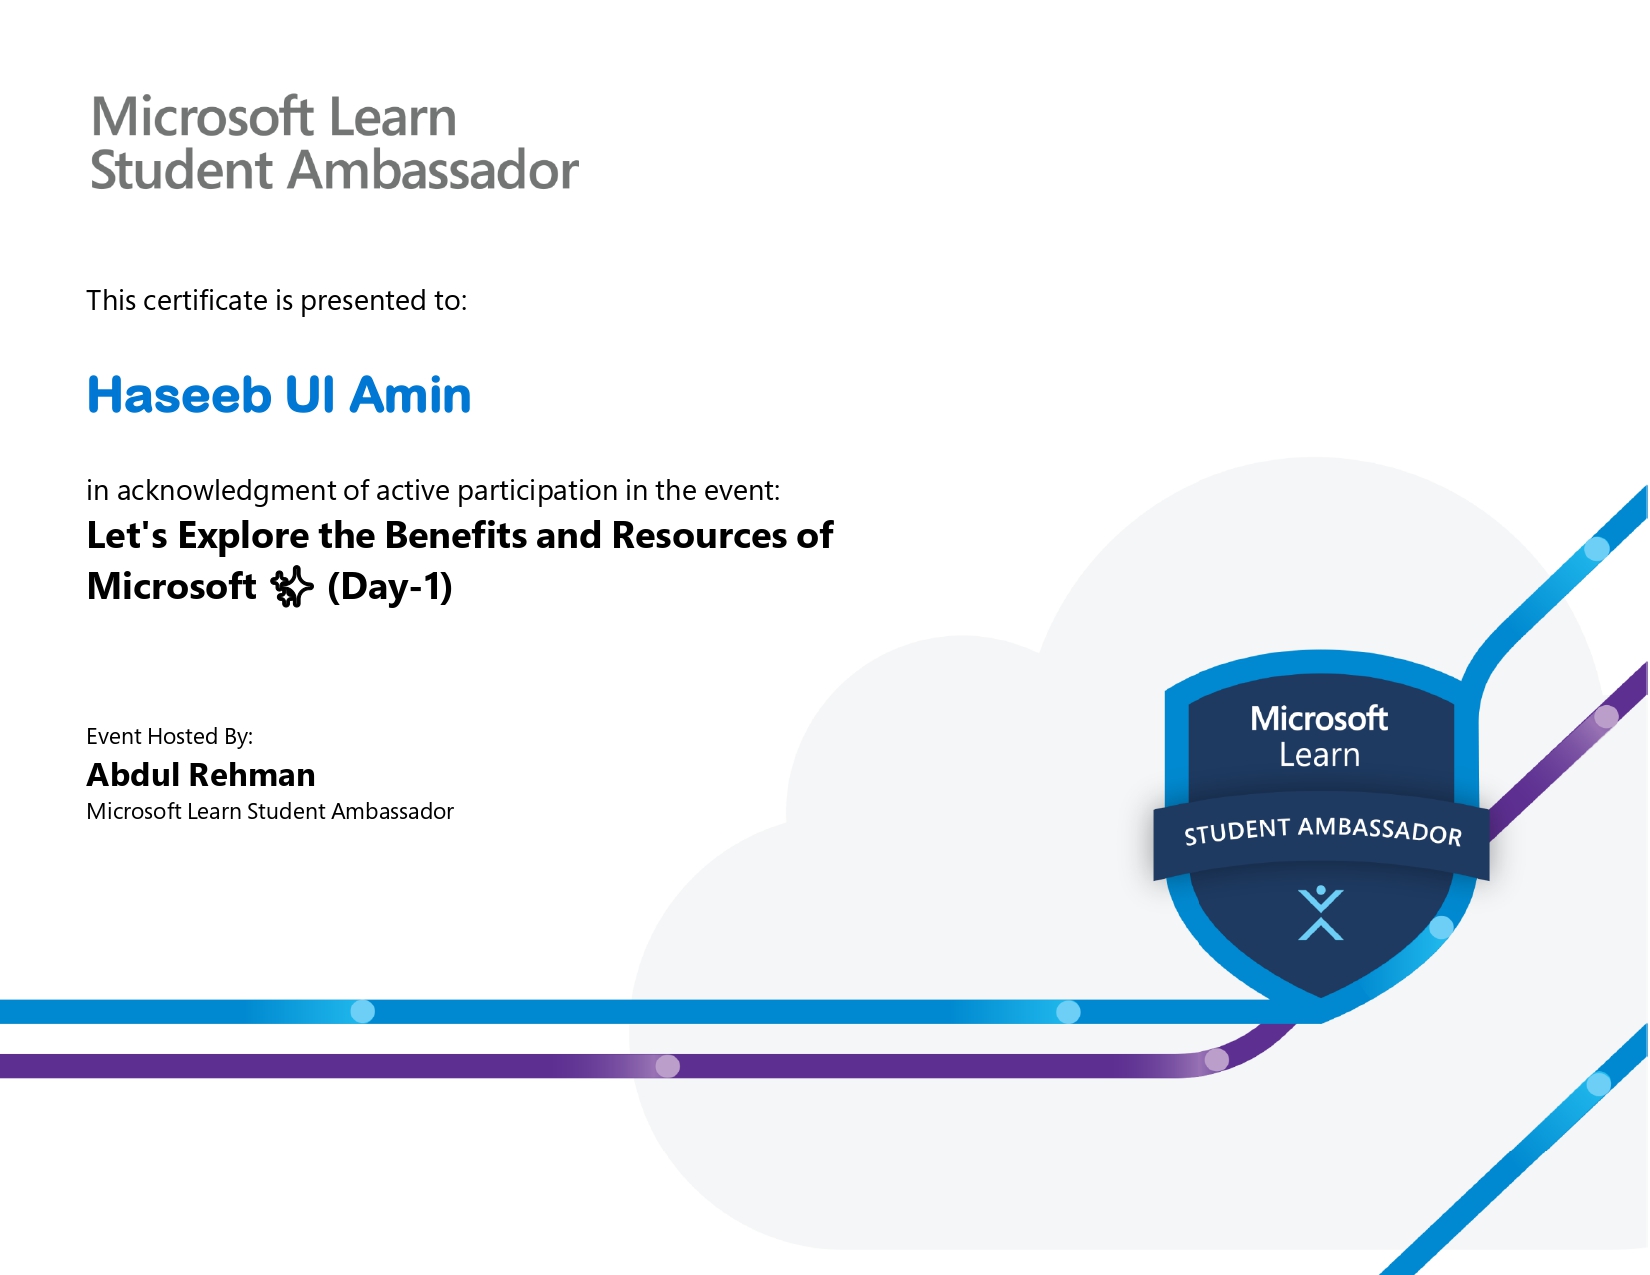 Microsoft Learn
Student Ambassador
This certificate is presented to:
Haseeb Ul Amin
in acknowledgment of active participation in the event:
Let's Explore the Benefits and Resources of
Microsoft ✨ (Day-1)
Event Hosted By:
Abdul Rehman
Microsoft Learn Student Ambassador
Microsoft
Learn
STUDENT AMBASSADOR